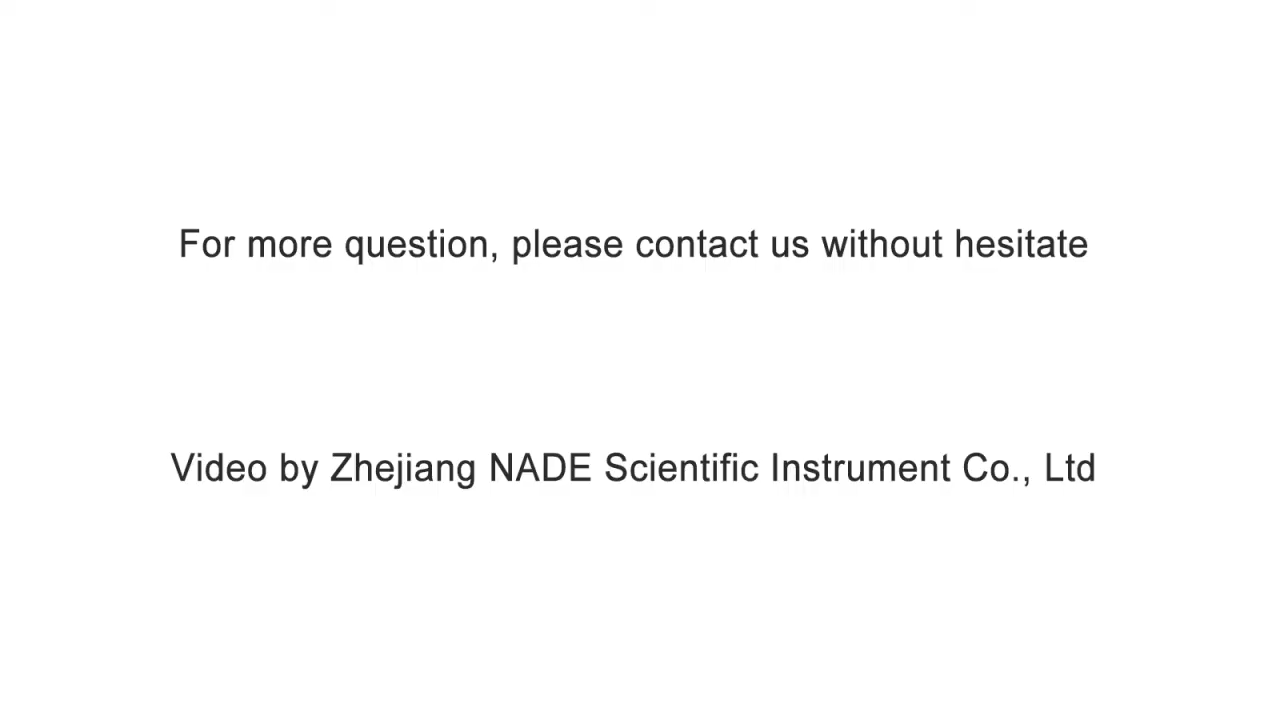 For more question, please contact us without hesitate
Video by Zhejiang NADE Scientific Instrument Co., Ltd